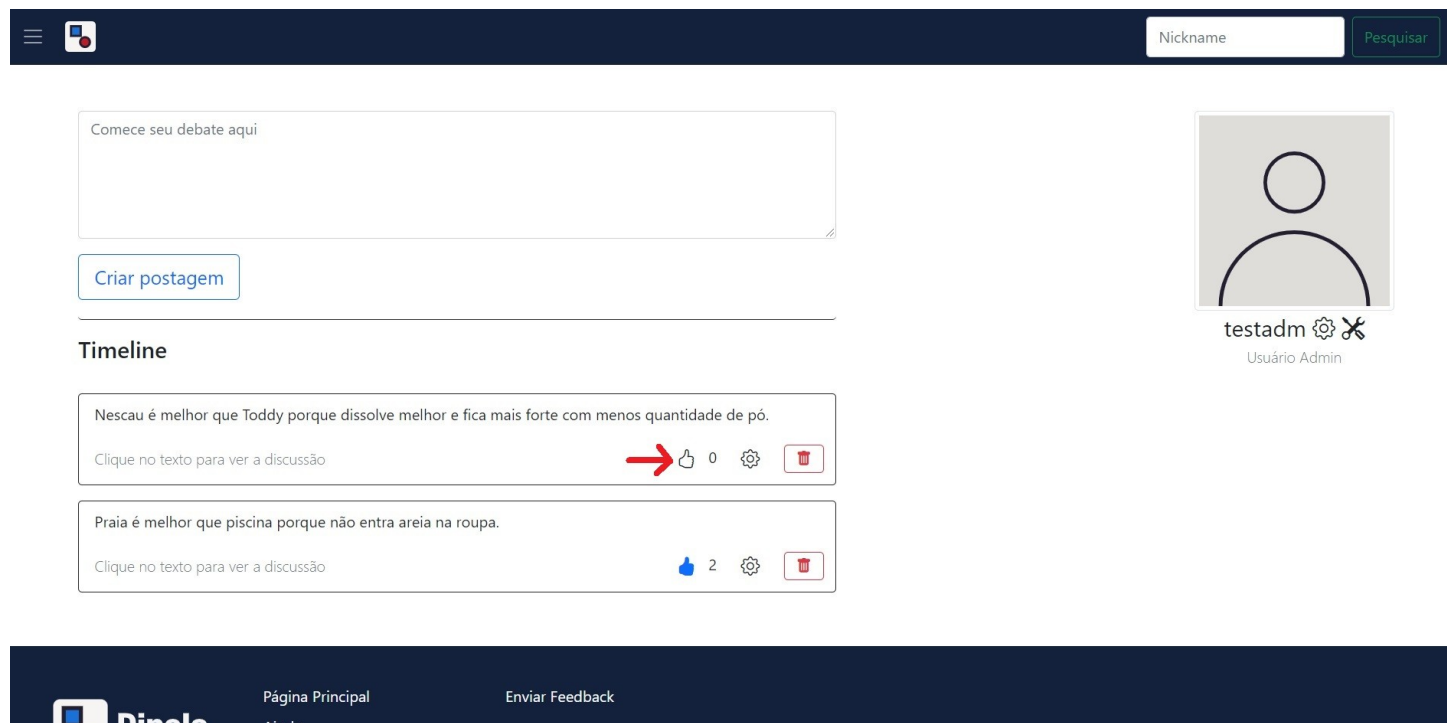 Nickname
Pesquisar
Comece seu debate aqui
Criar postagem
testadm
Usuário Admin
Timeline
Nescau é melhor que Toddy porque dissolve melhor e fica mais forte com menos quantidade de pó.
Clique no texto para ver a discussão
0
Praia é melhor que piscina porque não entra areia na roupa.
Clique no texto para ver a discussão
2
Página Principal
Enviar Feedback